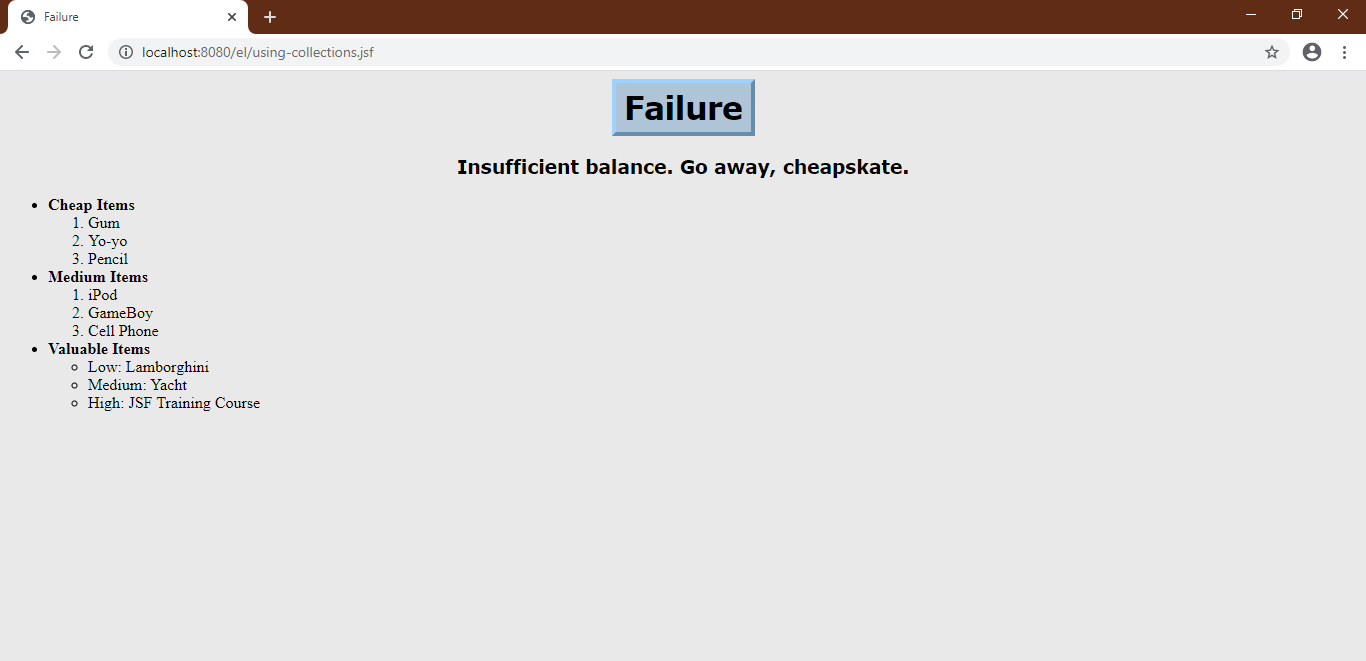 Failure
localhost:8080/el/using-collections.jsf
Failure
Insufficient balance. Go away, cheapskate.
Cheap Items
1. Gum
2. Yo-yo
3. Pencil
Medium Items
1. iPod
2. GameBoy
3. Cell Phone
Valuable Items
Low: Lamborghini
Medium: Yacht
High: JSF Training Course